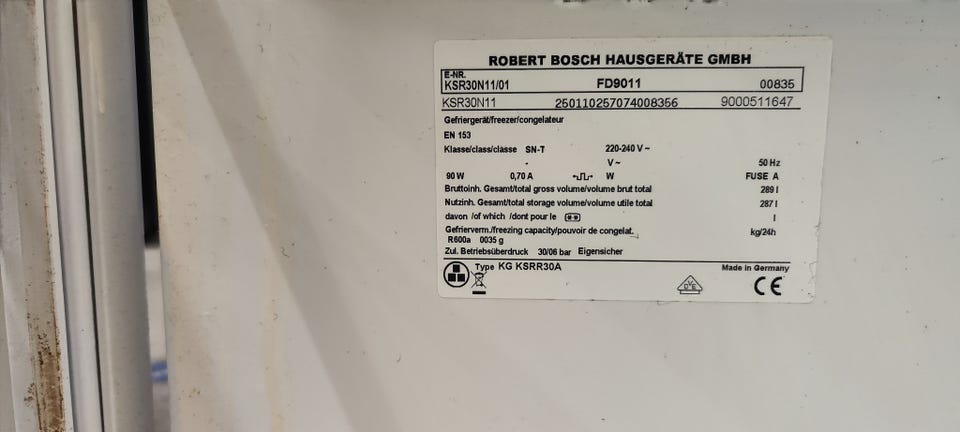 ROBERT BOSCH HAUSGERÄTE GMBH
E-NR.
KSR30N11/01 FD9011 00835
KSR30N11 250110257074008356 9000511647
Gefriergerät/freezer/congelateur
EN 153
Klasse/class/classe SN-T 220-240 V ~
- V ~ 50 Hz
90 W 0,70 A W FUSE A
Bruttoinh. Gesamt/total gross volume/volume brut total 289 l
Nutzinh. Gesamt/total storage volume/volume utile total 287 l
davon /of which /dont pour le l
Gefrierverm./freezing capacity/pouvoir de congelat. kg/24h
R600a 0035 g
Zul. Betriebsüberdruck 30/06 bar Eigensicher
Type KG KSRR30A Made in Germany
VDE CE